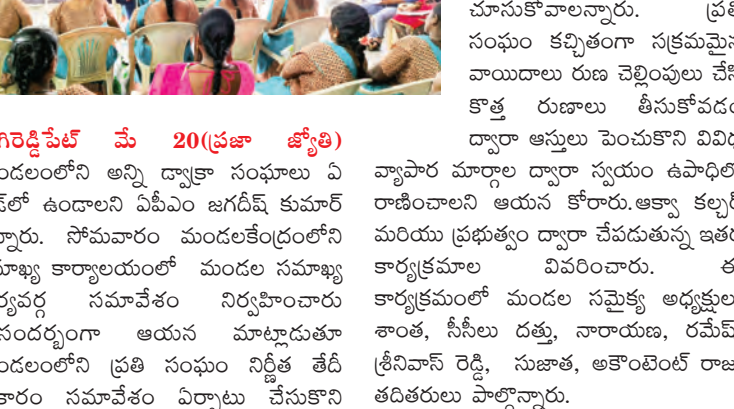 గిరెడ్డిపేట్ మే 20(ప్రజా జ్యోతి)
ండలంలోని అన్ని డ్వాక్రా సంఘాలు ఏ
డ్‌లో ఉండాలని ఏపీఎం జగదీష్ కుమార్
న్నారు. సోమవారం మండలకేంద్రంలోని
మాఖ్య కార్యాలయంలో మండల సమాఖ్య
ర్యవర్గ సమావేశం నిర్వహించారు
సందర్భంగా ఆయన మాట్లాడుతూ
ండలంలోని ప్రతి సంఘం నిర్ణీత తేదీ
కారం సమావేశం ఏర్పాటు చేసుకొని
చూసుకోవాలన్నారు. ప్రతి
సంఘం కచ్చితంగా సక్రమమైన
వాయిదాలు రుణ చెల్లింపులు చేసి
కొత్త రుణాలు తీసుకోవడం
ద్వారా ఆస్తులు పెంచుకొని వివిధ
వ్యాపార మార్గాల ద్వారా స్వయం ఉపాధిలో
రాణించాలని ఆయన కోరారు.ఆక్వా కల్చర్
మరియు ప్రభుత్వం ద్వారా చేపడుతున్న ఇతర
కార్యక్రమాల వివరించారు. ఈ
కార్యక్రమంలో మండల సమైక్య అధ్యక్షులు
శాంత, సీసీలు దత్తు, నారాయణ, రమేష్
శ్రీనివాస్ రెడ్డి, సుజాత, అకౌంటెంట్ రాజు
తదితరులు పాల్గొన్నారు.